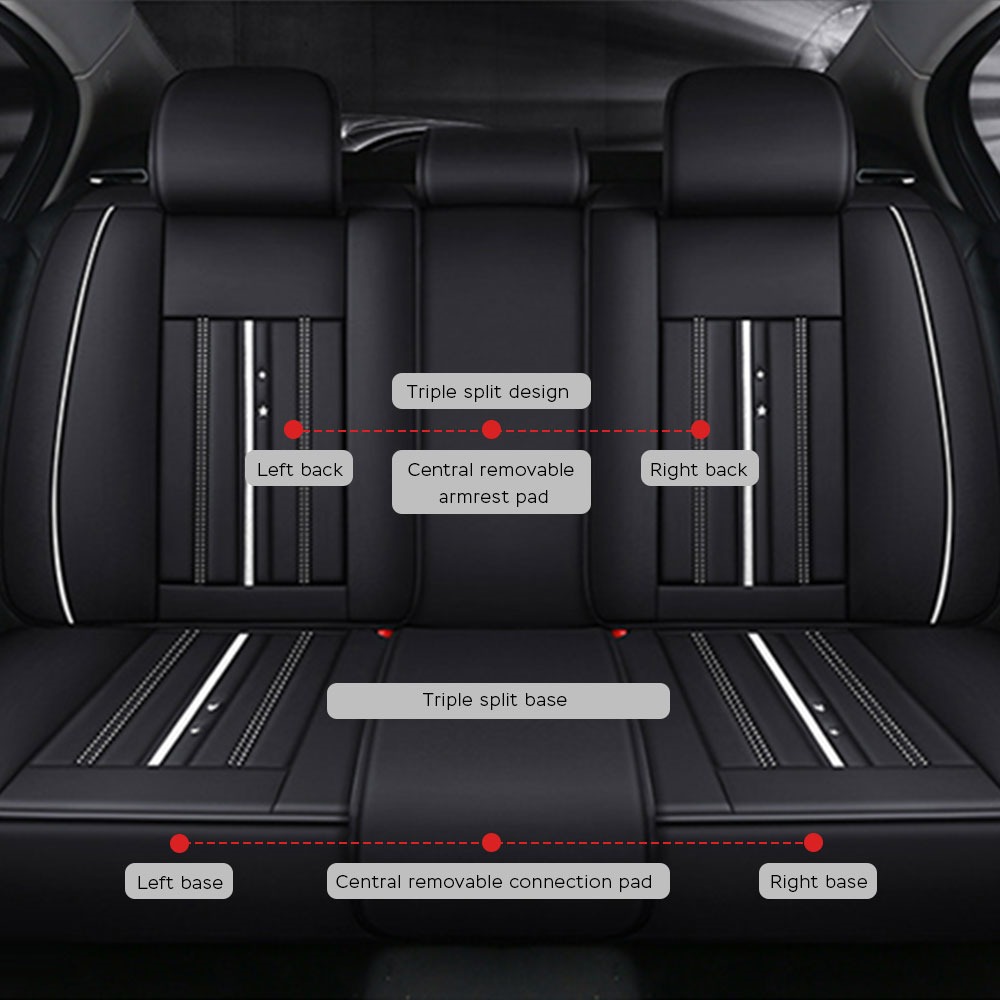 Triple split design
Left back
Central removable
armrest pad
Right back
Triple split base
Left base
Central removable connection pad
Right base